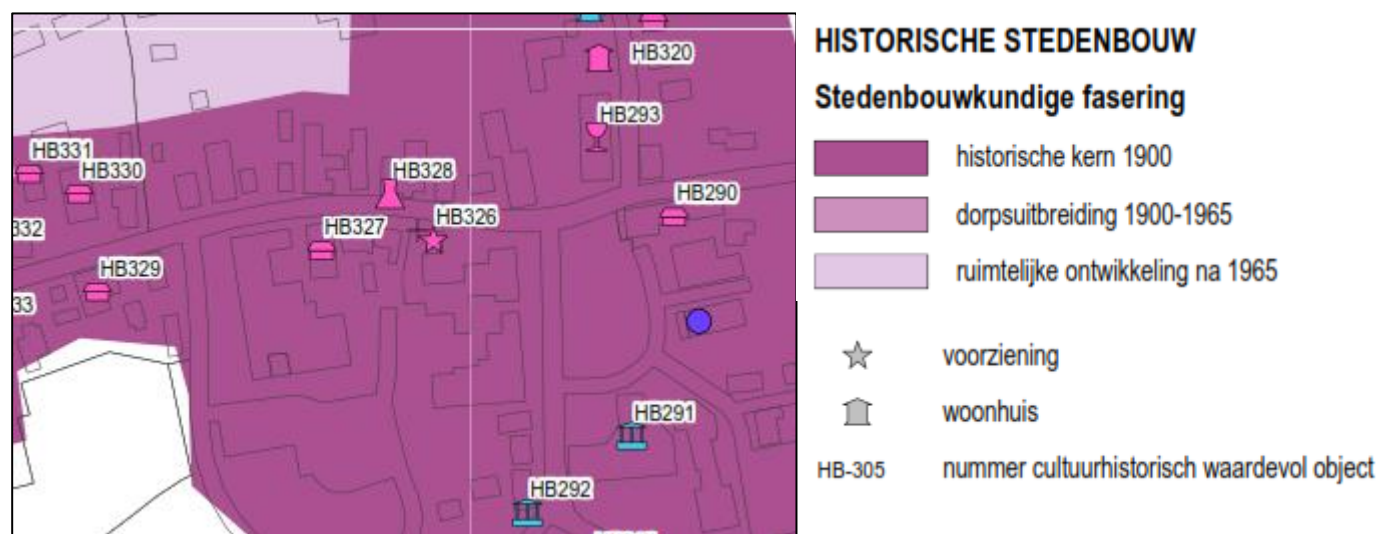 HB320
HB293
HB331
HB330
HB328
HB290
HB326
332
HB327
HB329
33
HB291
HB292
HISTORISCHE STEDENBOUW
Stedenbouwkundige fasering
historische kern 1900
dorpsuitbreiding 1900-1965
ruimtelijke ontwikkeling na 1965
voorziening
woonhuis
HB-305 nummer cultuurhistorisch waardevol object